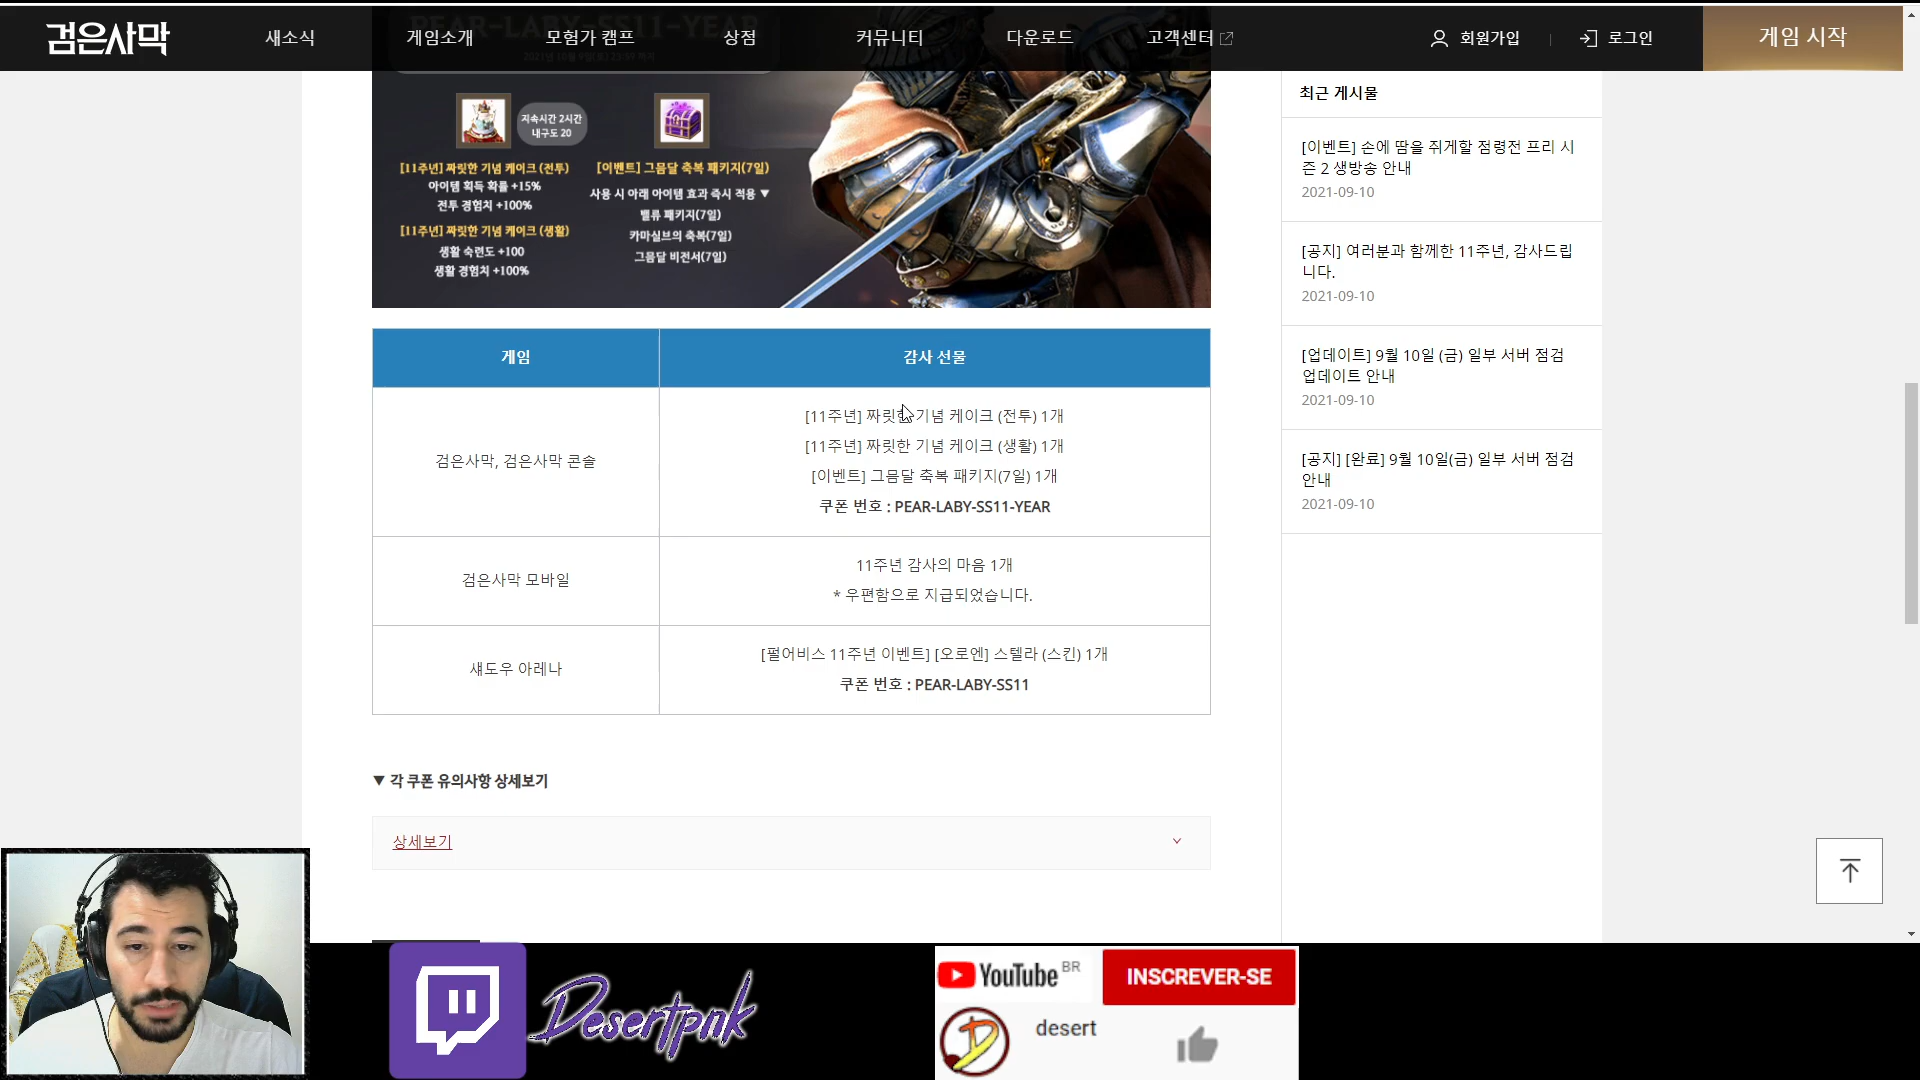 검은사막
새소식
게임소개
모험가 캠프
상점
커뮤니티
다운로드
고객센터
회원가입
로그인
게임 시작
PEAR-LABY-SS11-YEAR
지속시간 2시간
내구도 20
[11주년] 짜릿한 기념 케이크 (전투)
아이템 획득 확률 +15%
전투 경험치 +100%
[11주년] 짜릿한 기념 케이크 (생활)
생활 숙련도 +100
생활 경험치 +100%
[이벤트] 그믐달 축복 패키지(7일)
사용 시 아래 아이템 효과 즉시 적용 ▼
밸류 패키지(7일)
카마실브의 축복(7일)
그믐달 비전서(7일)
게임
감사 선물
검은사막, 검은사막 콘솔
[11주년] 짜릿한 기념 케이크 (전투) 1개
[11주년] 짜릿한 기념 케이크 (생활) 1개
[이벤트] 그믐달 축복 패키지(7일) 1개
쿠폰 번호 : PEAR-LABY-SS11-YEAR
검은사막 모바일
11주년 감사의 마음 1개
* 우편함으로 지급되었습니다.
섀도우 아레나
[펄어비스 11주년 이벤트] [오로엔] 스텔라 (스킨) 1개
쿠폰 번호 : PEAR-LABY-SS11
▼ 각 쿠폰 유의사항 상세보기
상세보기
최근 게시물
[이벤트] 손에 땀을 쥐게할 점령전 프리 시
즌 2 생방송 안내
2021-09-10
[공지] 여러분과 함께한 11주년, 감사드립
니다.
2021-09-10
[업데이트] 9월 10일 (금) 일부 서버 점검
업데이트 안내
2021-09-10
[공지] [완료] 9월 10일(금) 일부 서버 점검
안내
2021-09-10
Desertpnk
YouTube BR
INSCREVER-SE
desert